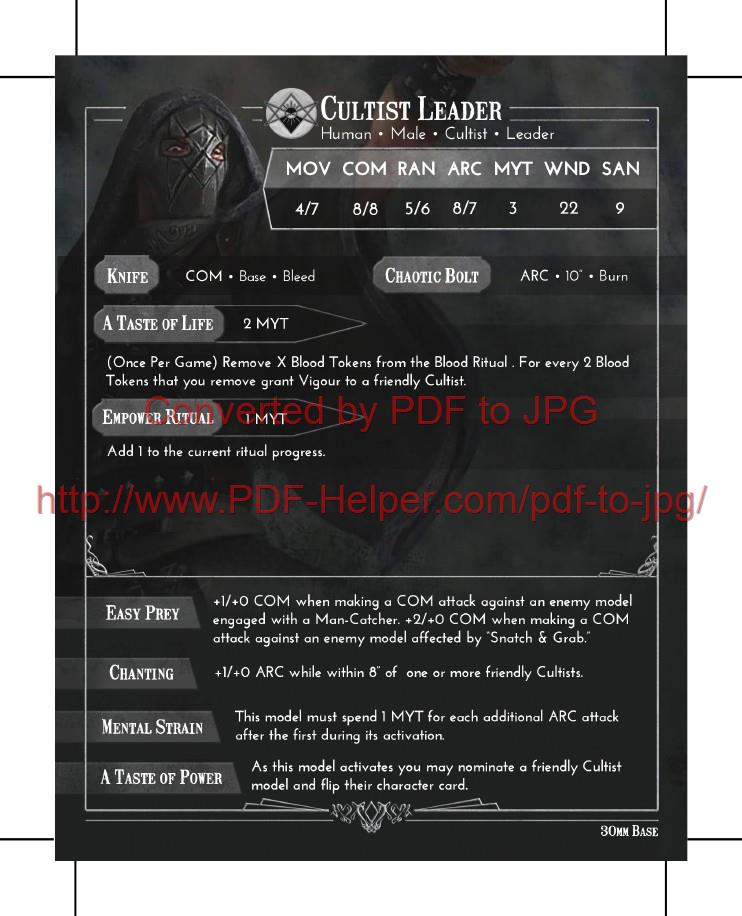 Cultist Leader
Human • Male • Cultist • Leader
MOV COM RAN ARC MYT WND SAN
4/7 8/8 5/6 8/7 3 22 9
Knife COM • Base • Bleed Chaotic Bolt ARC • 10" • Burn
A Taste of Life 2 MYT
(Once Per Game) Remove X Blood Tokens from the Blood Ritual . For every 2 Blood
Tokens that you remove grant Vigour to a friendly Cultist.
Converted by PDF to JPG
Empower Ritual 1 MYT
Add 1 to the current ritual progress.
http://www.PDF-Helper.com/pdf-to-jpg/
Easy Prey
+1/+0 COM when making a COM attack against an enemy model
engaged with a Man-Catcher. +2/+0 COM when making a COM
attack against an enemy model affected by "Snatch & Grab."
Chanting +1/+0 ARC while within 8" of one or more friendly Cultists.
Mental Strain
This model must spend 1 MYT for each additional ARC attack
after the first during its activation.
A Taste of Power
As this model activates you may nominate a friendly Cultist
model and flip their character card.
30mm Base